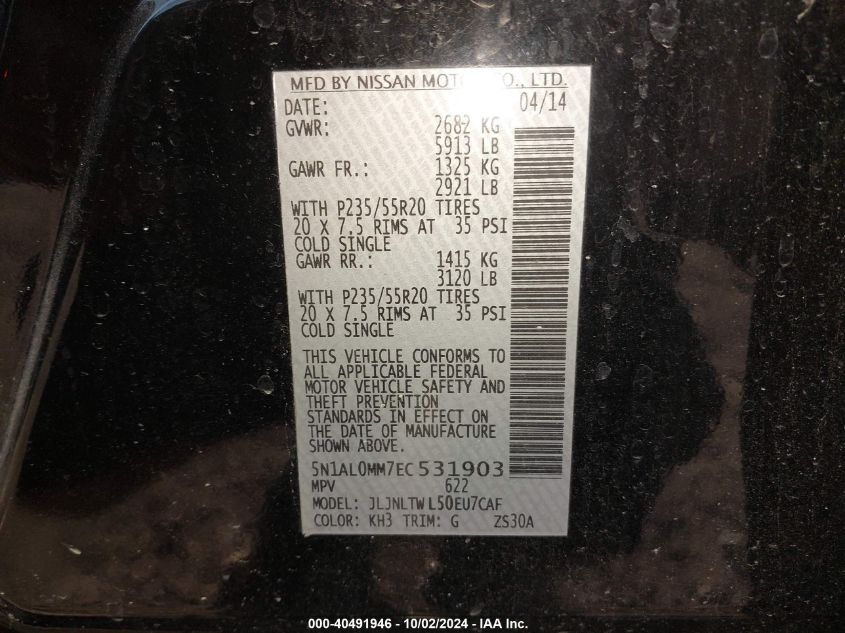 MFD BY NISSAN MOTOR CO., LTD.
DATE: 04/14
GVWR: 2682 KG
5913 LB
GAWR FR.: 1325 KG
2921 LB
WITH P235/55R20 TIRES
20 X 7.5 RIMS AT 35 PSI
COLD SINGLE
GAWR RR.: 1415 KG
3120 LB
WITH P235/55R20 TIRES
20 X 7.5 RIMS AT 35 PSI
COLD SINGLE
THIS VEHICLE CONFORMS TO
ALL APPLICABLE FEDERAL
MOTOR VEHICLE SAFETY AND
THEFT PREVENTION
STANDARDS IN EFFECT ON
THE DATE OF MANUFACTURE
SHOWN ABOVE.
5N1AL0MM7EC531903
MPV 622
MODEL: JLJNLTWL50EU7CAF
COLOR: KH3 TRIM: G ZS30A
000-40491946 - 10/02/2024 - IAA Inc.